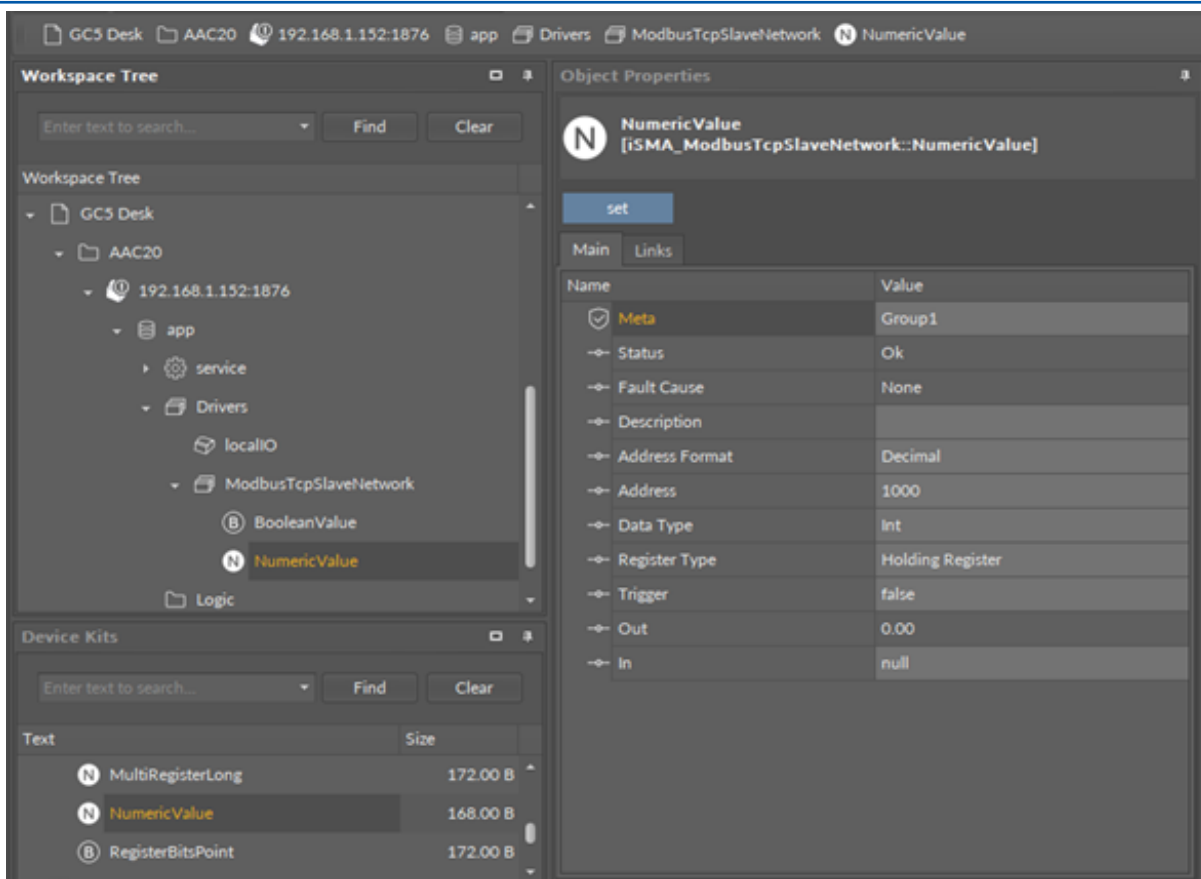 GC5 Desk AAC20 192.168.1.152:1876 app Drivers ModbusTcpSlaveNetwork N NumericValue
Workspace Tree
Enter text to search... Find Clear
Workspace Tree
GC5 Desk
AAC20
192.168.1.152:1876
app
service
Drivers
localIO
ModbusTcpSlaveNetwork
B BooleanValue
N NumericValue
Logic
Device Kits
Enter text to search... Find Clear
Text Size
N MultiRegisterLong 172.00 B
N NumericValue 168.00 B
B RegisterBitsPoint 172.00 B
Object Properties
N NumericValue
[iSMA_ModbusTcpSlaveNetwork::NumericValue]
set
Main Links
Name Value
Meta Group1
Status Ok
Fault Cause None
Description
Address Format Decimal
Address 1000
Data Type Int
Register Type Holding Register
Trigger false
Out 0.00
In null